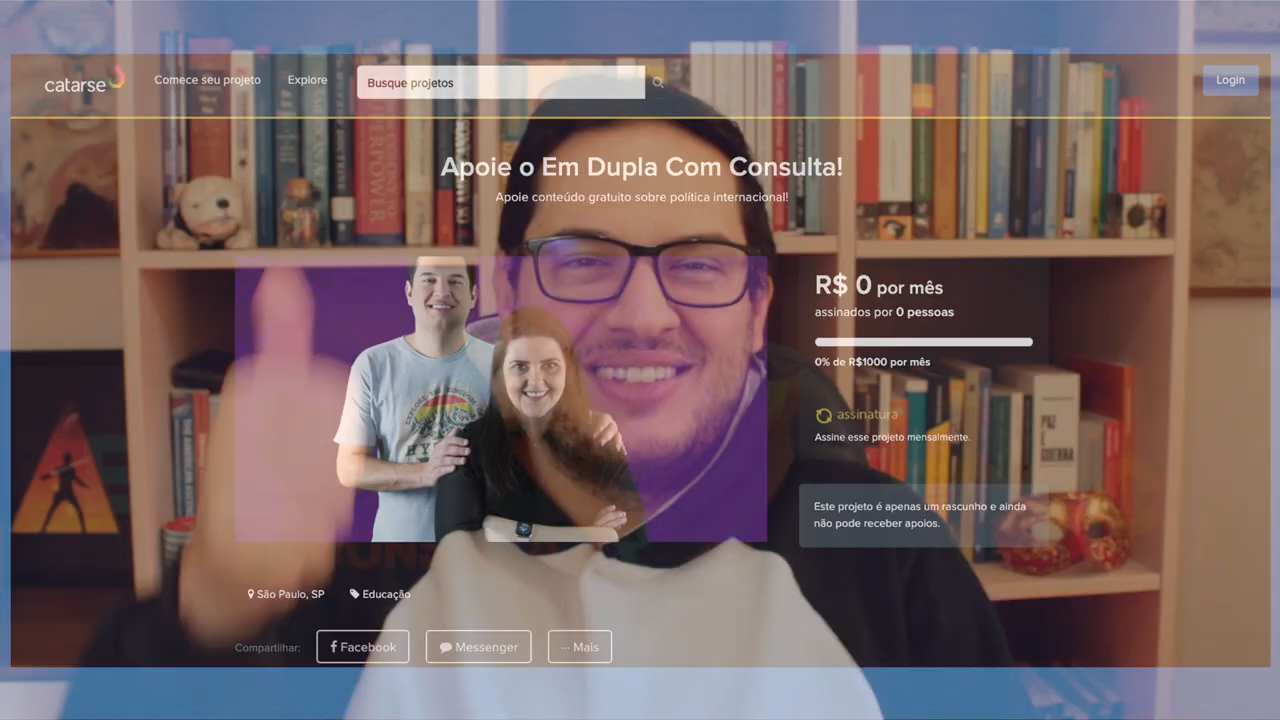 catarse
Comece seu projeto
Explore
Busque projetos
Login
Apoie o Em Dupla Com Consulta!
Apoie conteúdo gratuito sobre política internacional!
R$ 0 por mês
assinados por 0 pessoas
0% de R$1000 por mês
assinatura
Assine esse projeto mensalmente.
PAZ
E
GUERRA
Este projeto é apenas um rascunho e ainda
não pode receber apoios.
São Paulo, SP
Educação
Compartilhar:
Facebook
Messenger
··· Mais